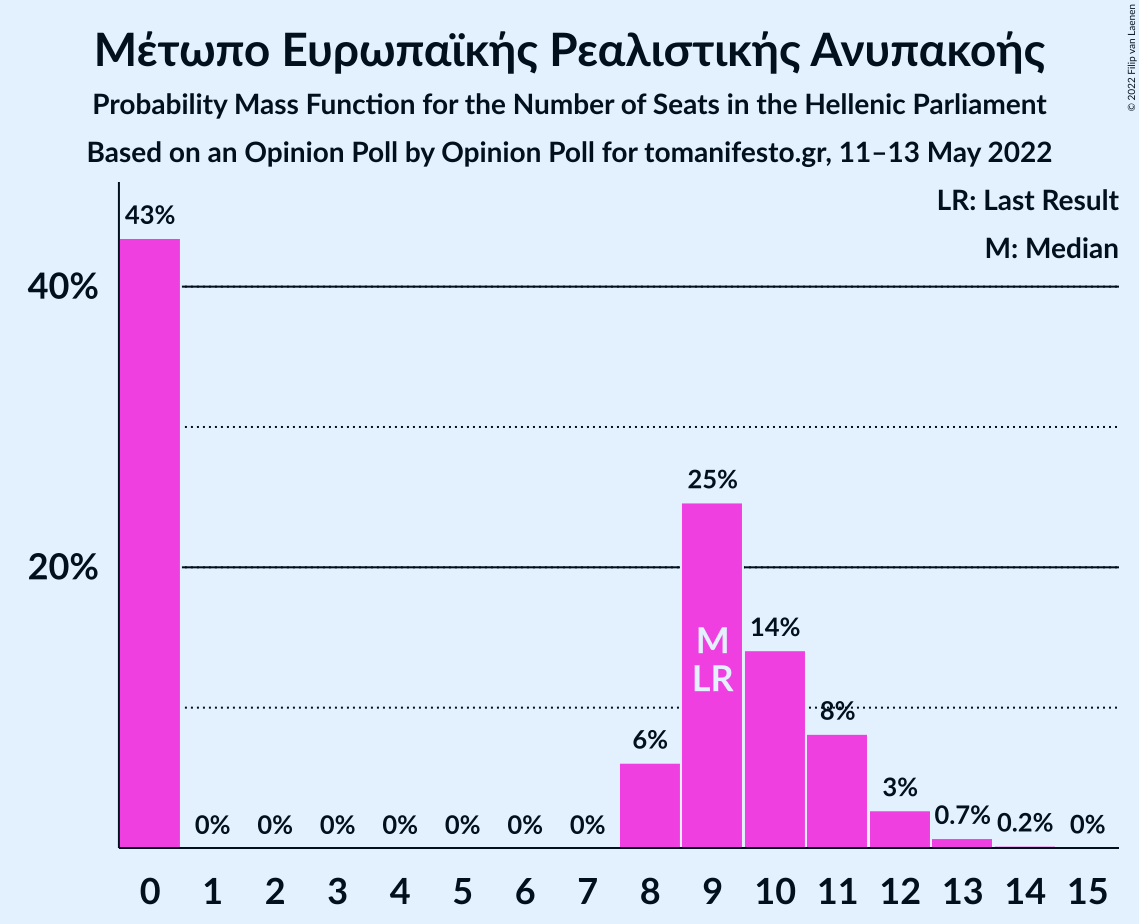 Μέτωπο Ευρωπαϊκής Ρεαλιστικής Ανυπακοής
Probability Mass Function for the Number of Seats in the Hellenic Parliament
Based on an Opinion Poll by Opinion Poll for tomanifesto.gr, 11–13 May 2022
© 2022 Filip van Laenen
LR: Last Result
M: Median
43%
40%
25%
20%
M
LR
14%
8%
6%
3%
0% 0% 0% 0% 0% 0% 0% 0.7% 0.2% 0%
0 1 2 3 4 5 6 7 8 9 10 11 12 13 14 15